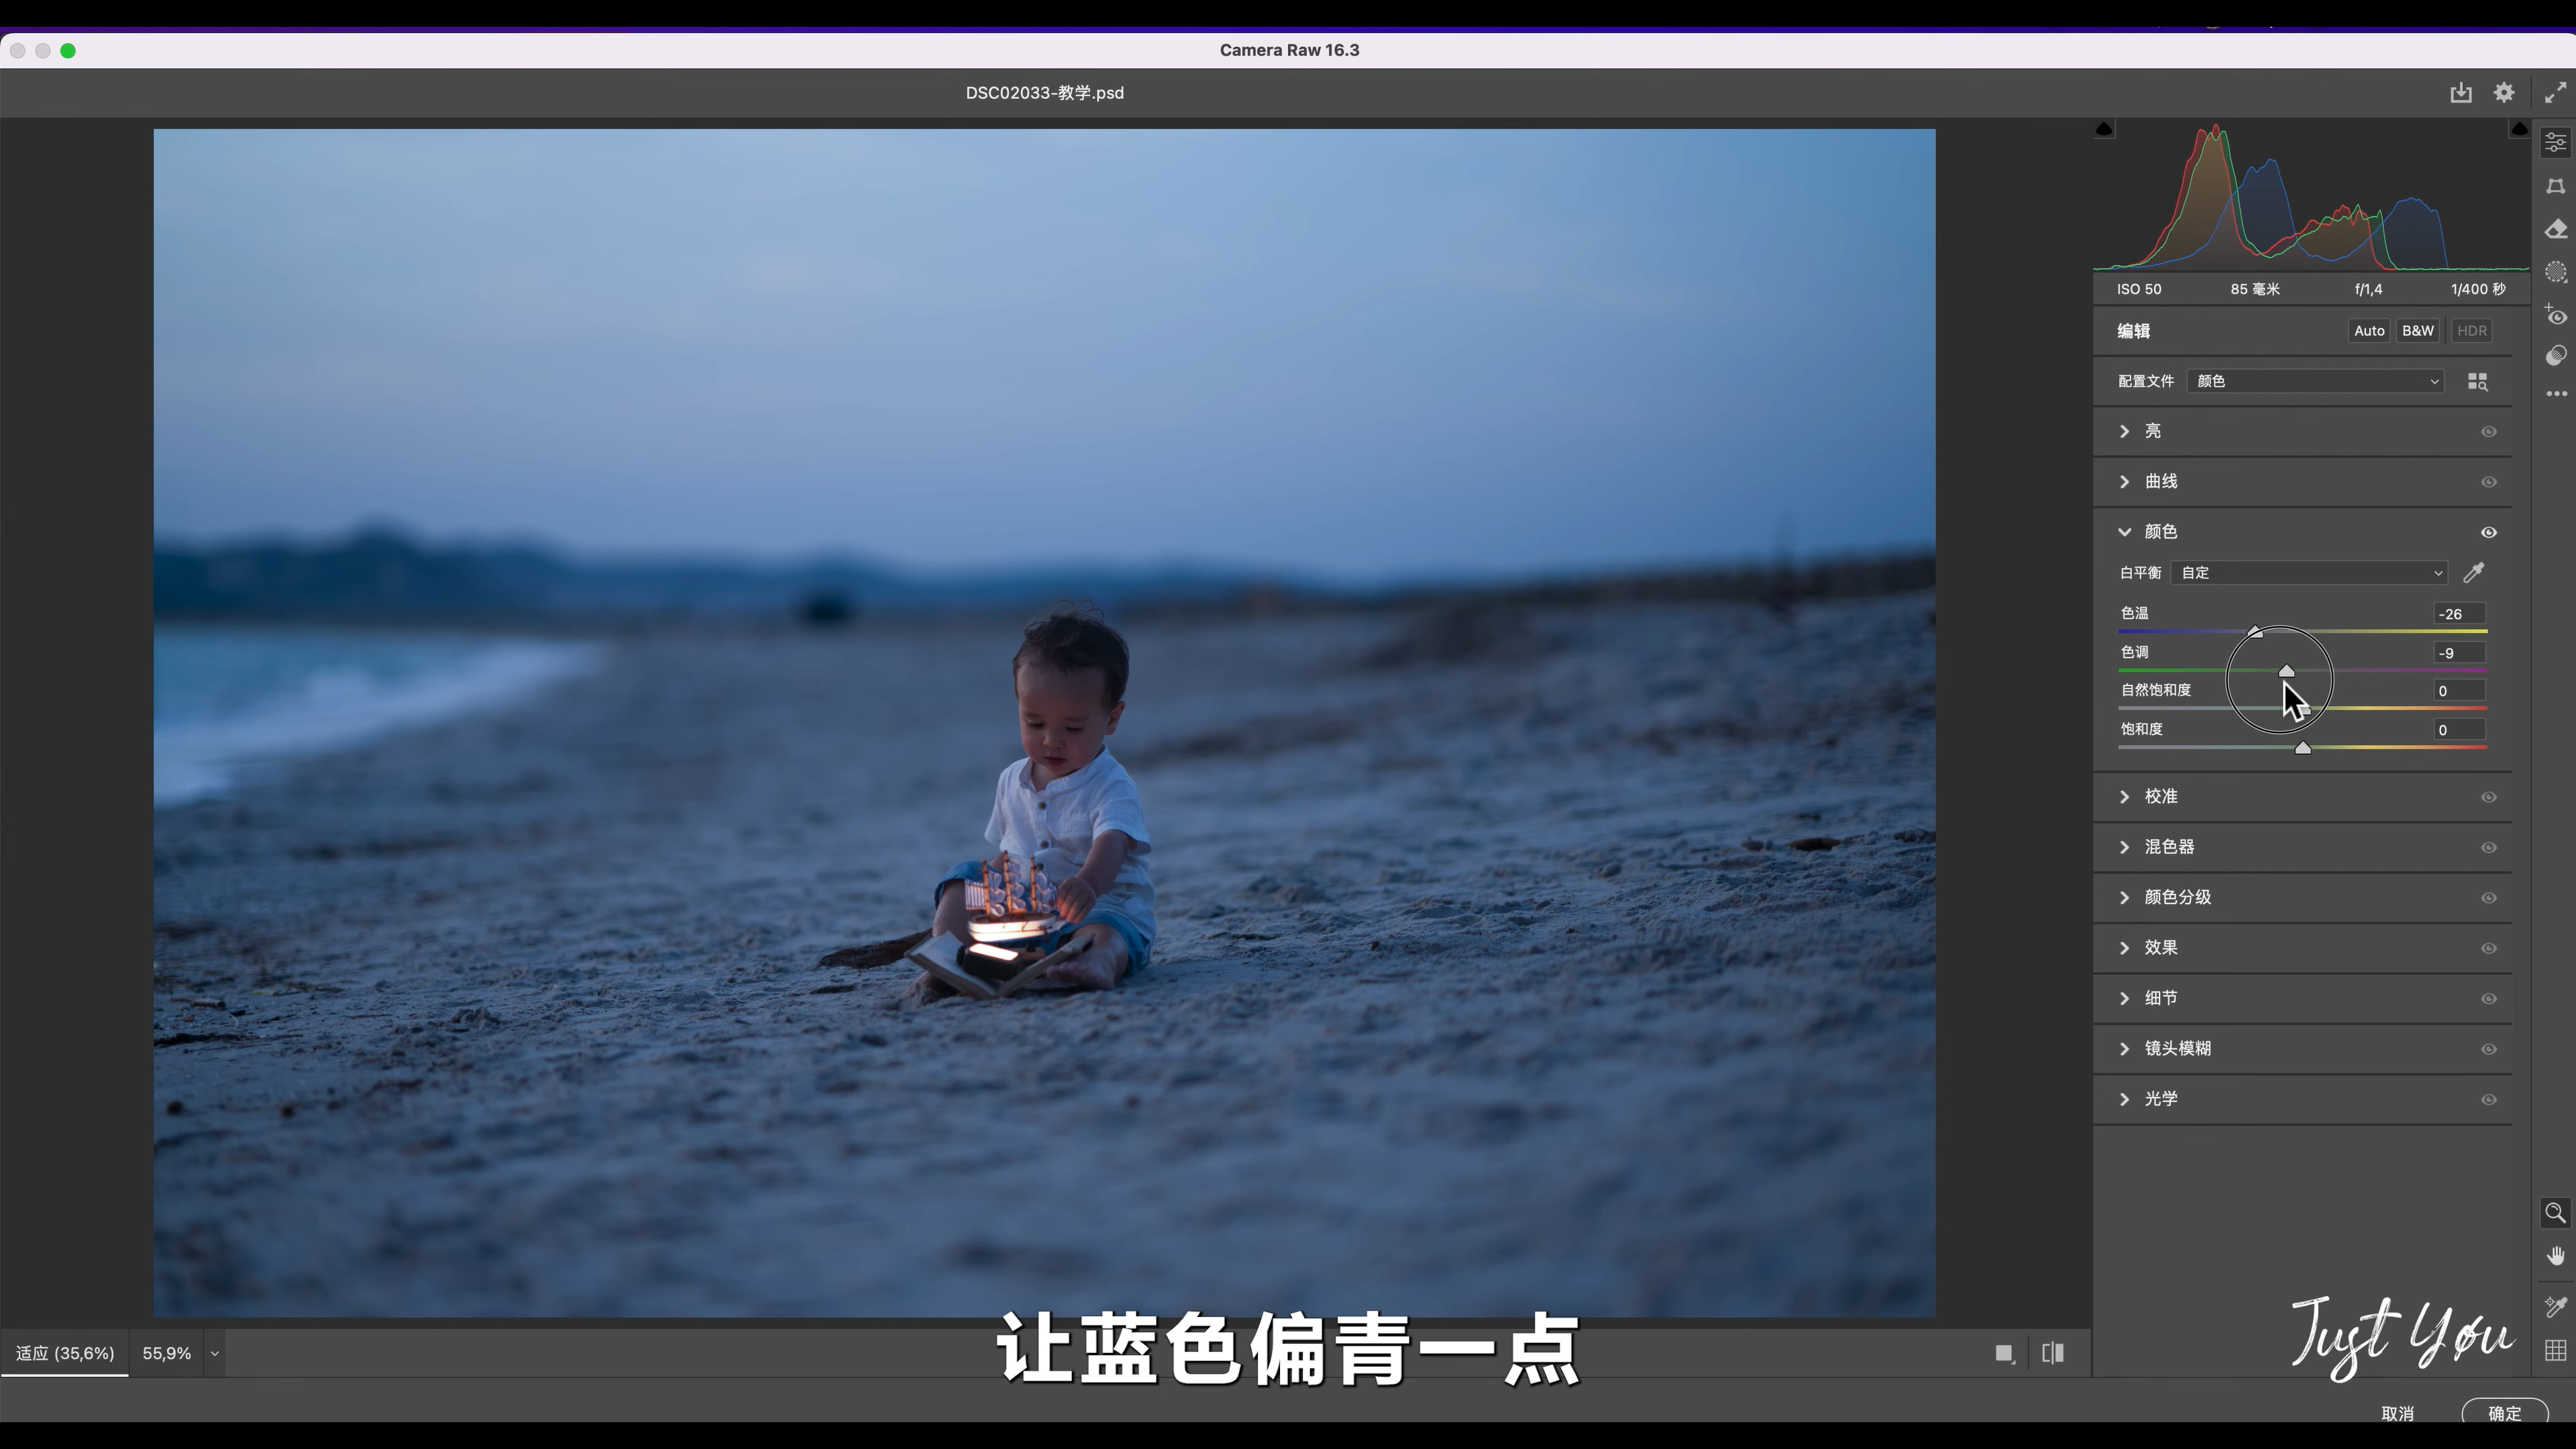 Camera Raw 16.3
DSC02033-教学.psd
ISO 50 85 毫米 f/1,4 1/400 秒
编辑 Auto B&W HDR
配置文件 颜色
亮
曲线
颜色
白平衡 自定
色温 -26
色调 -9
自然饱和度 0
饱和度 0
校准
混色器
颜色分级
效果
细节
镜头模糊
光学
Just You
适应 (35,6%) 55,9%
让蓝色偏青一点
取消 确定